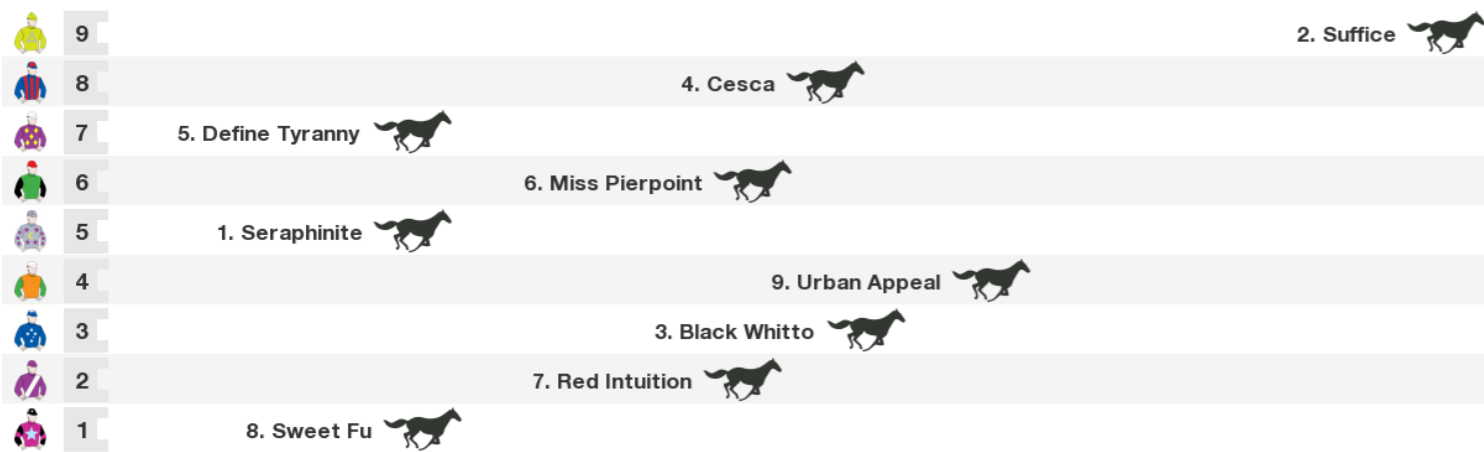 9 2. Suffice
8 4. Cesca
7 5. Define Tyranny
6 6. Miss Pierpoint
5 1. Seraphinite
4 9. Urban Appeal
3 3. Black Whitto
2 7. Red Intuition
1 8. Sweet Fu